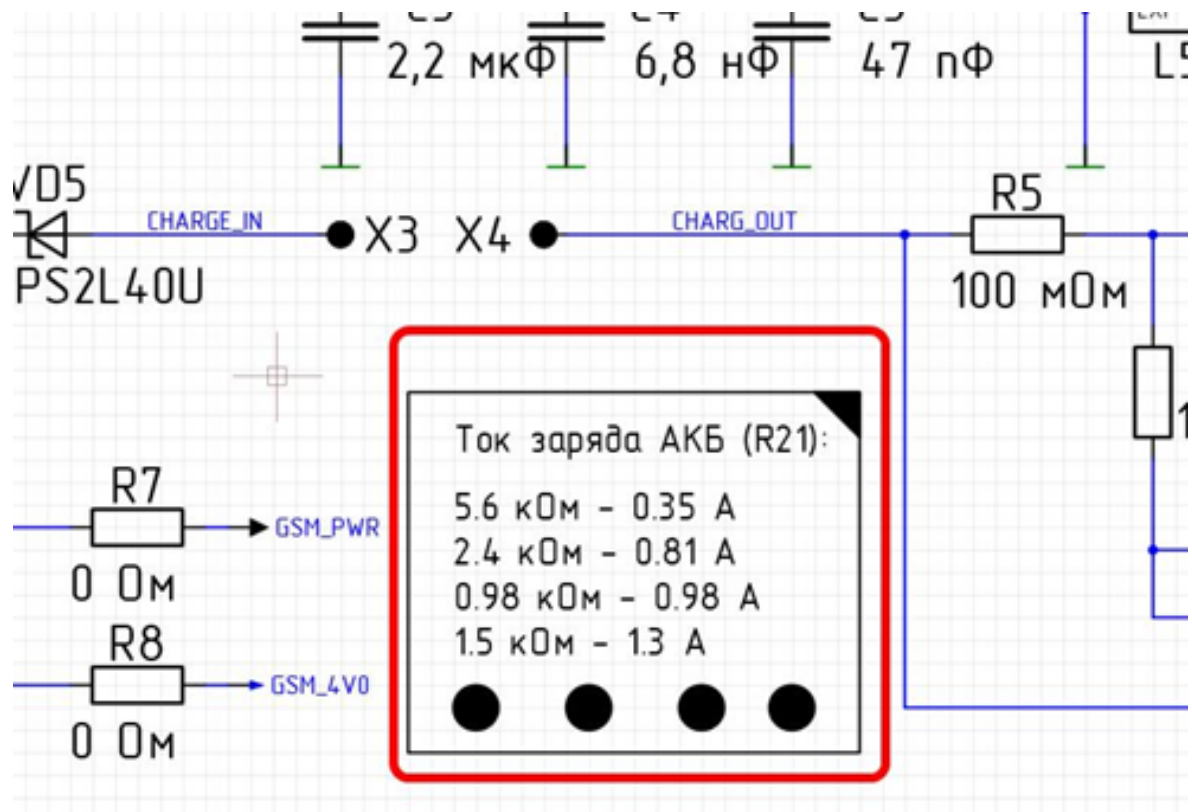 2,2 мкФ
6,8 нФ
47 пФ
VD5
PS2L40U
CHARGE_IN
X3
X4
CHARG_OUT
R5
100 мОм
Ток заряда АКБ (R21):
5.6 кОм - 0.35 А
2.4 кОм - 0.81 А
0.98 кОм - 0.98 А
1.5 кОм - 1.3 А
R7
0 Ом
GSM_PWR
R8
0 Ом
GSM_4V0